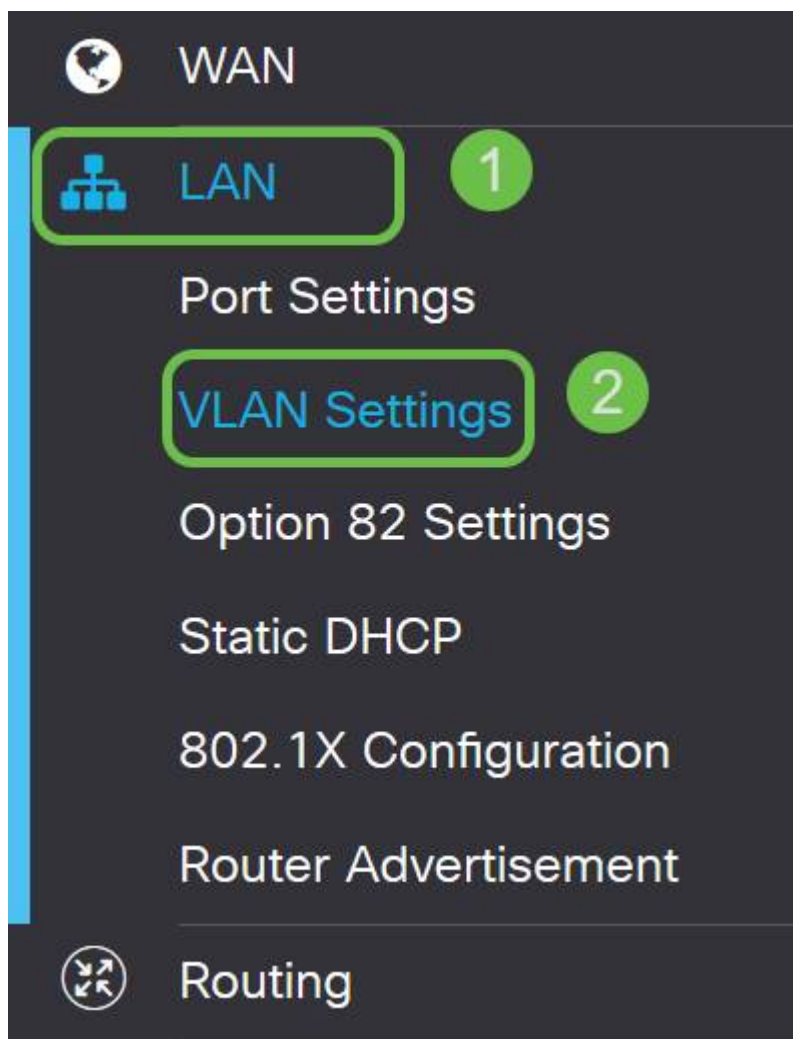 WAN
LAN 1
Port Settings
VLAN Settings 2
Option 82 Settings
Static DHCP
802.1X Configuration
Router Advertisement
Routing